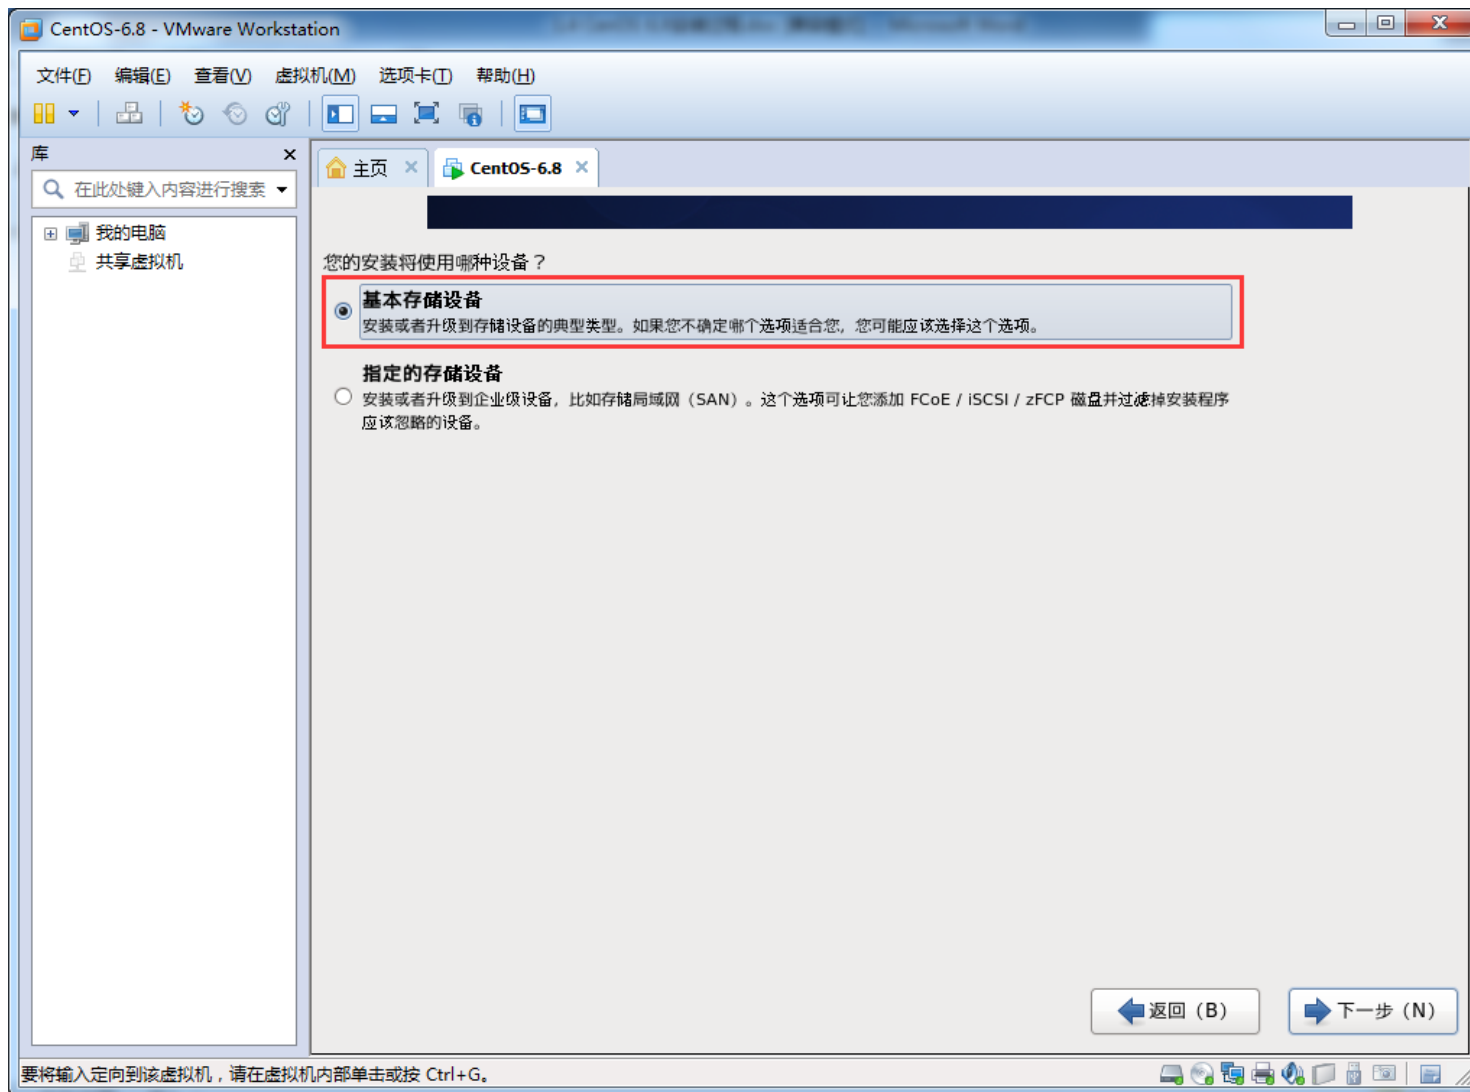 CentOS-6.8 - VMware Workstation
文件(F) 编辑(E) 查看(V) 虚拟机(M) 选项卡(T) 帮助(H)
库
在此处键入内容进行搜索
我的电脑
共享虚拟机
主页 CentOS-6.8
您的安装将使用哪种设备？
基本存储设备
安装或者升级到存储设备的典型类型。如果您不确定哪个选项适合您，您可能应该选择这个选项。
指定的存储设备
安装或者升级到企业级设备，比如存储局域网（SAN）。这个选项可让您添加 FCoE / iSCSI / zFCP 磁盘并过滤掉安装程序
应该忽略的设备。
返回（B） 下一步（N）
要将输入定向到该虚拟机，请在虚拟机内部单击或按 Ctrl+G。